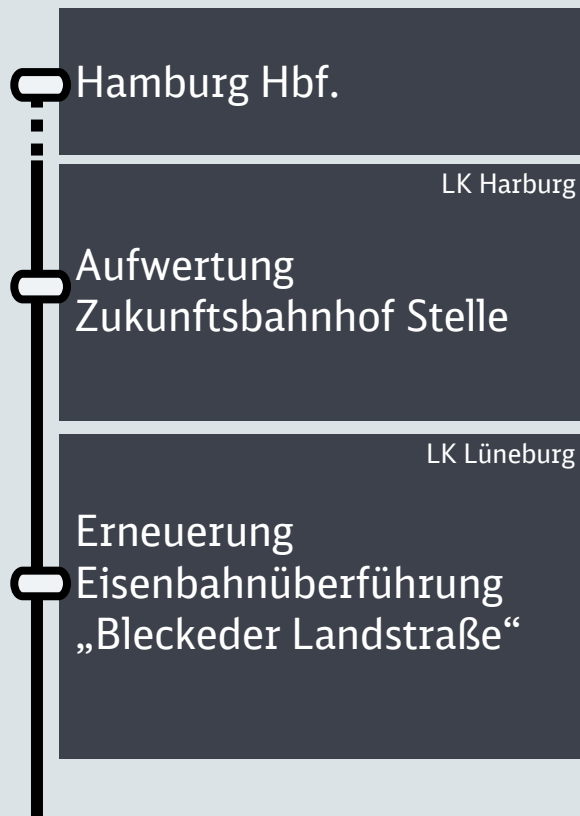 Hamburg Hbf.
LK Harburg
Aufwertung
Zukunftsbahnhof Stelle
LK Lüneburg
Erneuerung
Eisenbahnüberführung
„Bleckeder Landstraße“